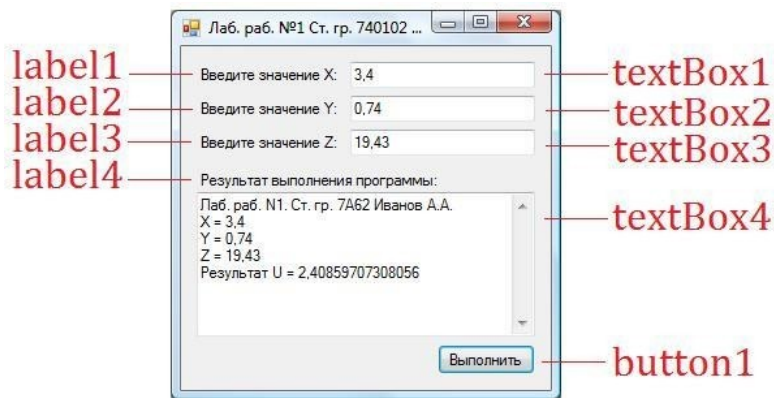 Лаб. раб. №1 Ст. гр. 740102 ...
label1 Введите значение X: 3,4 textBox1
label2 Введите значение Y: 0,74 textBox2
label3 Введите значение Z: 19,43 textBox3
label4 Результат выполнения программы:
Лаб. раб. N1. Ст. гр. 7А62 Иванов А.А.
X = 3,4
textBox4
Y = 0,74
Z = 19,43
Результат U = 2,40859707308056
Выполнить button1